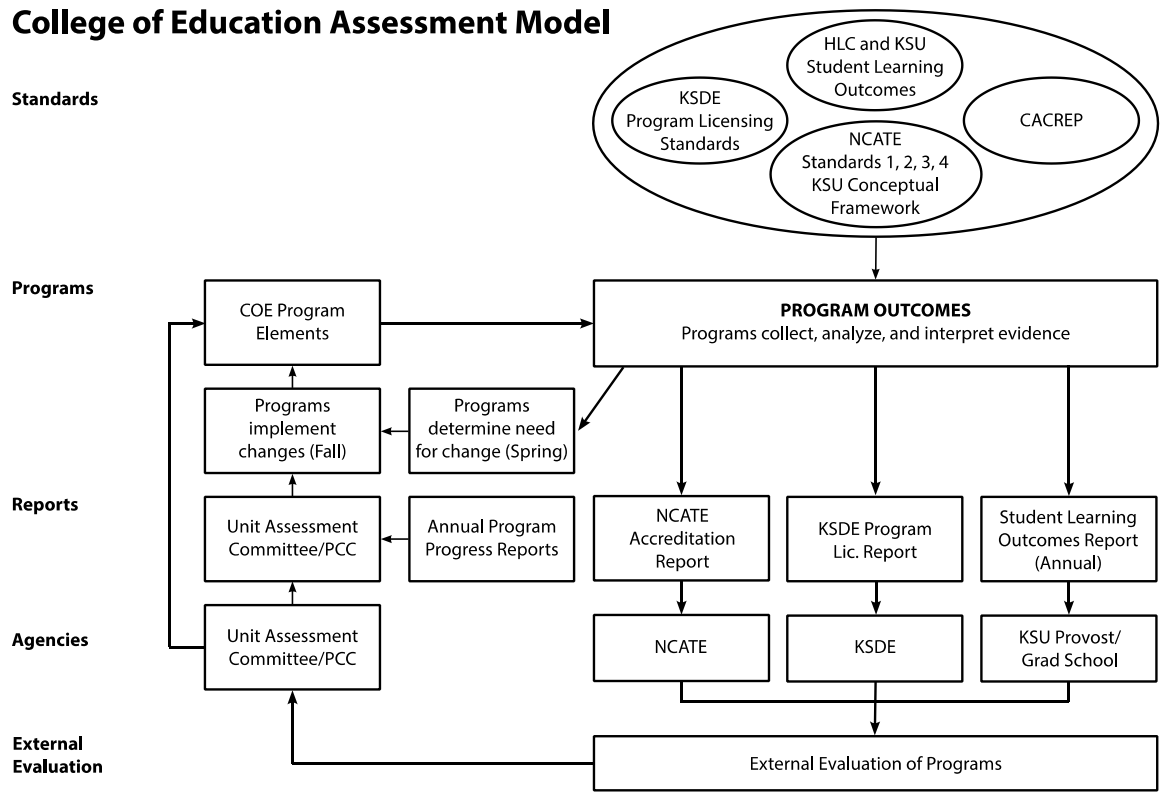 College of Education Assessment Model
Standards
HLC and KSU
Student Learning
Outcomes
KSDE
Program Licensing
Standards
CACREP
NCATE
Standards 1, 2, 3, 4
KSU Conceptual
Framework
Programs
COE Program
Elements
PROGRAM OUTCOMES
Programs collect, analyze, and interpret evidence
Programs
implement
changes (Fall)
Programs
determine need
for change (Spring)
Reports
Unit Assessment
Committee/PCC
Annual Program
Progress Reports
NCATE
Accreditation
Report
KSDE Program
Lic. Report
Student Learning
Outcomes Report
(Annual)
Agencies
Unit Assessment
Committee/PCC
NCATE
KSDE
KSU Provost/
Grad School
External
Evaluation
External Evaluation of Programs